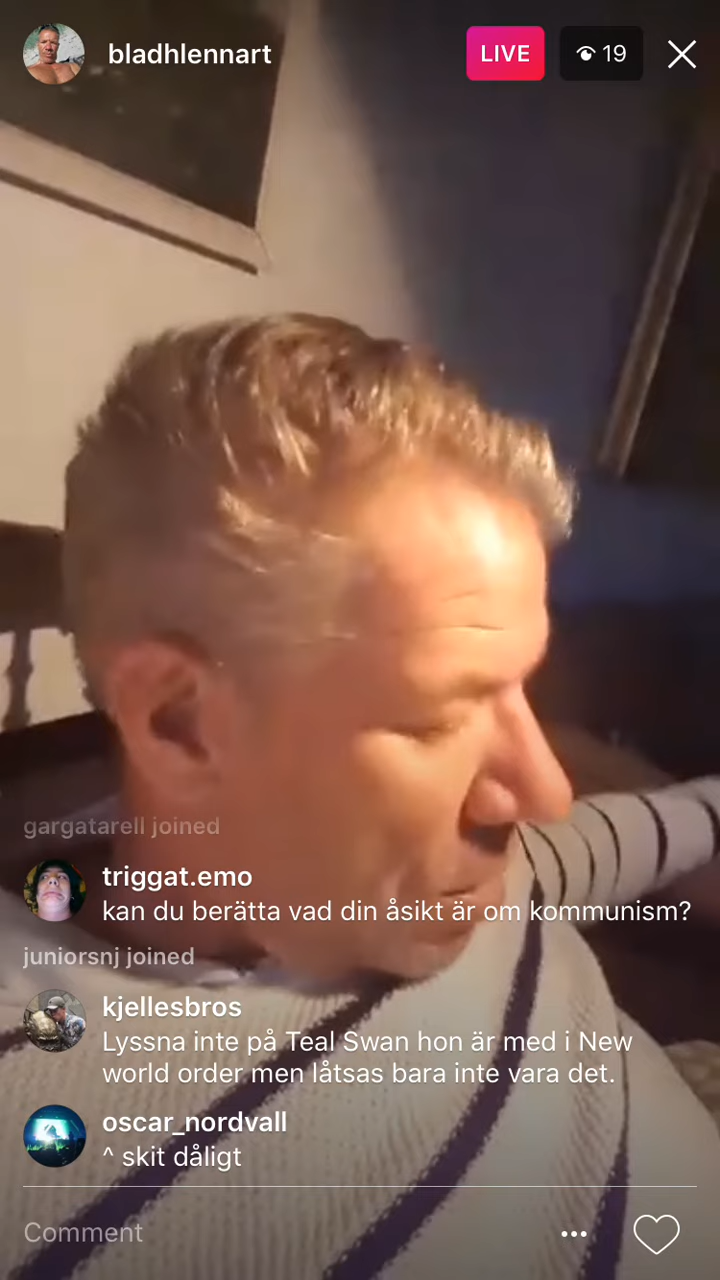 bladhlennart
LIVE
19
gargatarell joined
triggat.emo
kan du berätta vad din åsikt är om kommunism?
juniorsnj joined
kjellesbros
Lyssna inte på Teal Swan hon är med i New
world order men låtsas bara inte vara det.
oscar_nordvall
^ skit dåligt
Comment